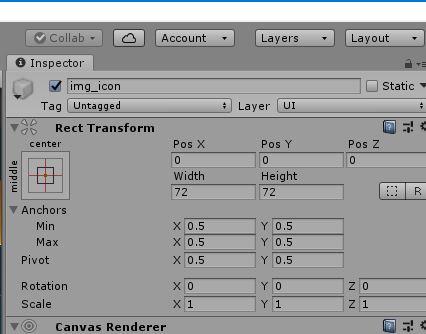 Collab Account Layers Layout
Inspector
img_icon Static
Tag Untagged Layer UI
Rect Transform
center Pos X Pos Y Pos Z
middle 0 0 0
Width Height
72 72 R
Anchors
Min X 0.5 Y 0.5
Max X 0.5 Y 0.5
Pivot X 0.5 Y 0.5
Rotation X 0 Y 0 Z 0
Scale X 1 Y 1 Z 1
Canvas Renderer